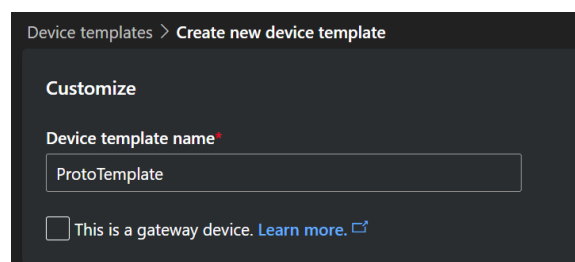 Device templates > Create new device template
Customize
Device template name*
ProtoTemplate
This is a gateway device. Learn more.